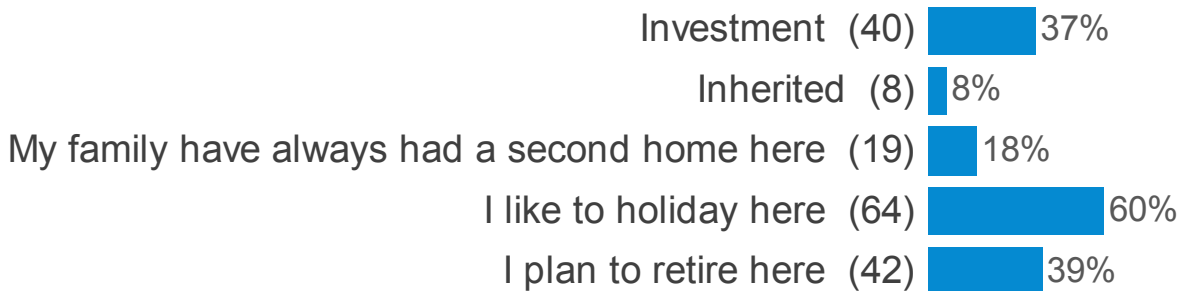 Investment (40) 37%
Inherited (8) 8%
My family have always had a second home here (19) 18%
I like to holiday here (64) 60%
I plan to retire here (42) 39%